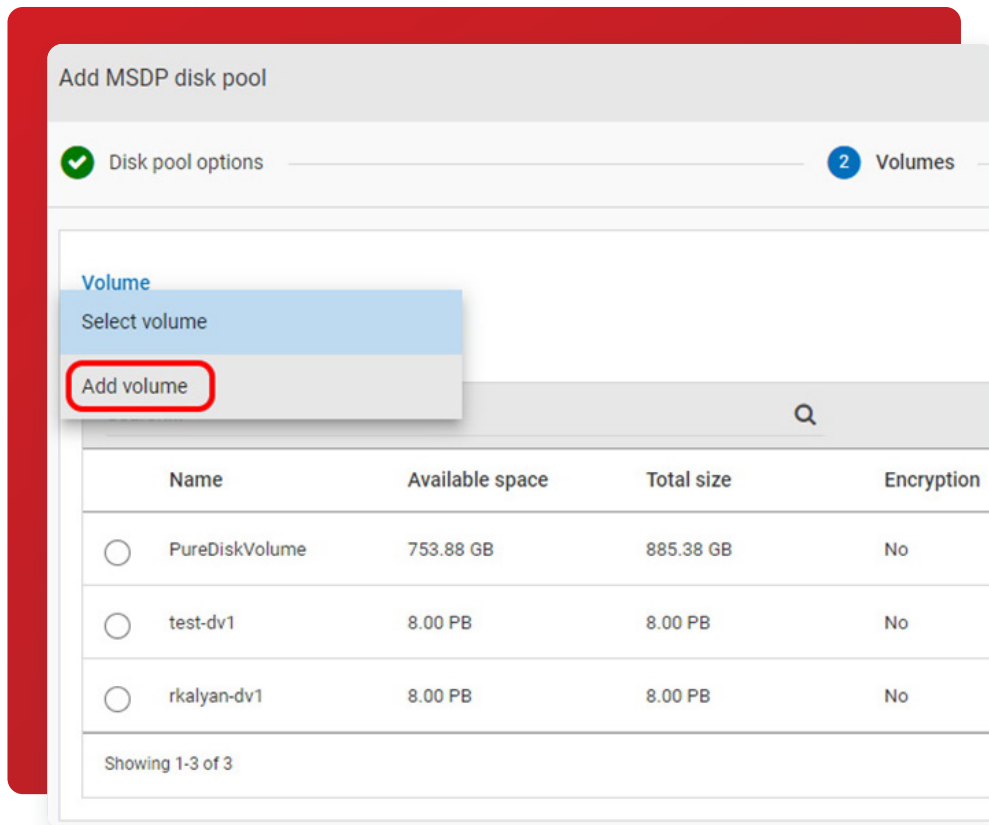 Add MSDP disk pool
Disk pool options
2 Volumes
Volume
Select volume
Add volume
Name Available space Total size Encryption
PureDiskVolume 753.88 GB 885.38 GB No
test-dv1 8.00 PB 8.00 PB No
rkalyan-dv1 8.00 PB 8.00 PB No
Showing 1-3 of 3